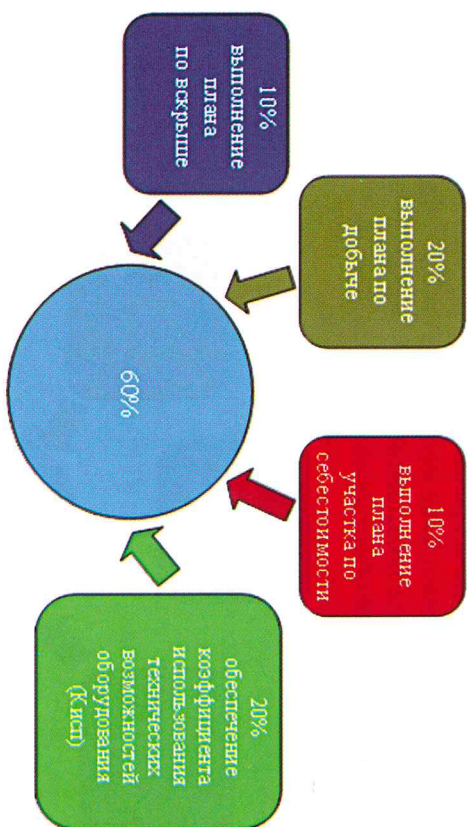 10%
выполнение
плана
по вскрыше
20%
выполнение
плана по
добыче
10%
выполнение
плана
участка по
себестоимости
20%
обеспечение
коэффициента
использования
технических
возможностей
оборудования
(Кисп)
60%